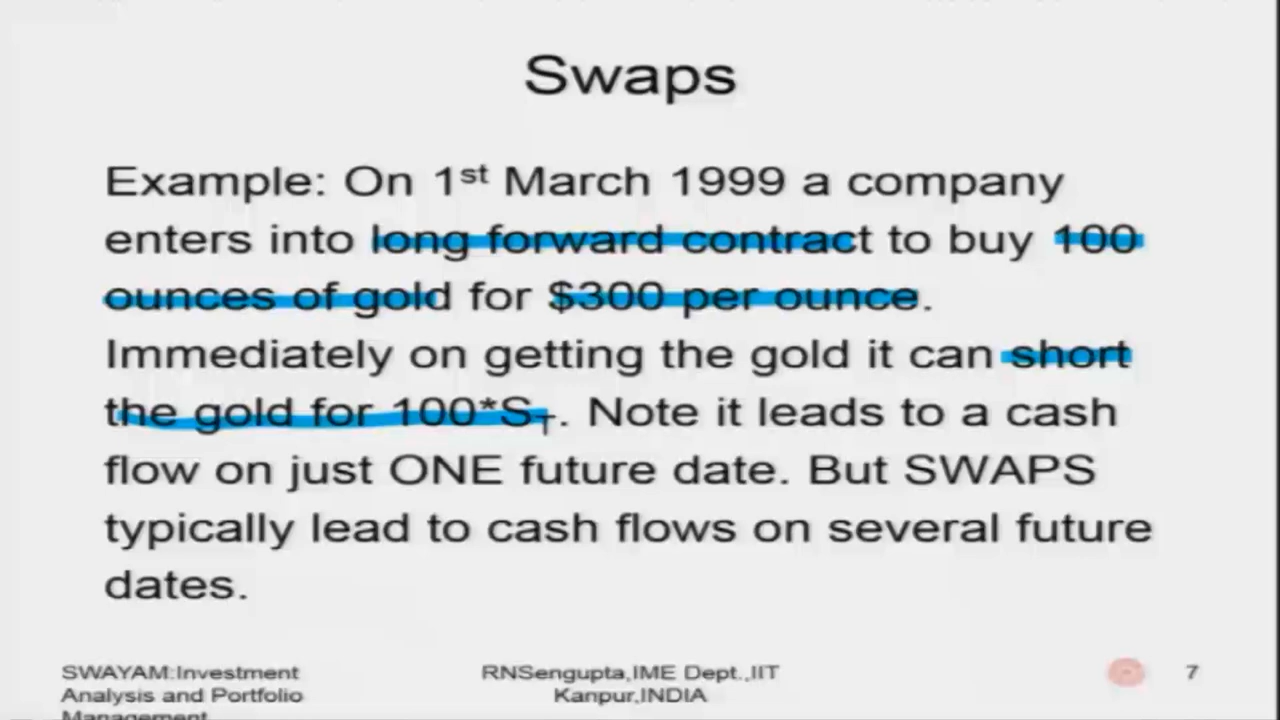 Swaps
Example: On 1st March 1999 a company
enters into long forward contract to buy 100
ounces of gold for $300 per ounce.
Immediately on getting the gold it can short
the gold for 100*S_T. Note it leads to a cash
flow on just ONE future date. But SWAPS
typically lead to cash flows on several future
dates.
SWAYAM:Investment
Analysis and Portfolio
Management
RNSengupta,IME Dept.,IIT
Kanpur,INDIA
7